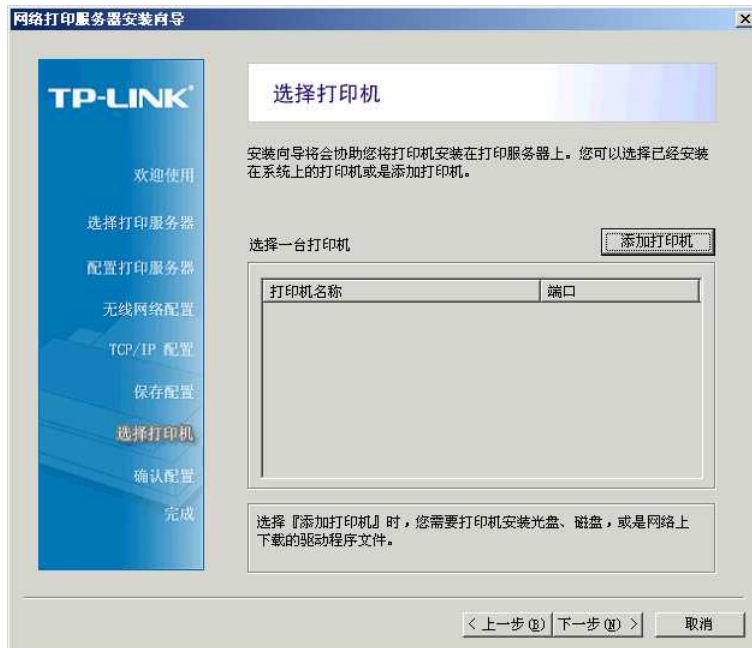 网络打印服务器安装向导
TP-LINK
选择打印机
欢迎使用
选择打印服务器
配置打印服务器
无线网络配置
TCP/IP 配置
保存配置
选择打印机
确认配置
完成
安装向导将会协助您将打印机安装在打印服务器上。您可以选择已经安装
在系统上的打印机或是添加打印机。
选择一台打印机
添加打印机
打印机名称 端口
选择『添加打印机』时，您需要打印机安装光盘、磁盘，或是网络上
下载的驱动程序文件。
< 上一步(B) 下一步(N) > 取消